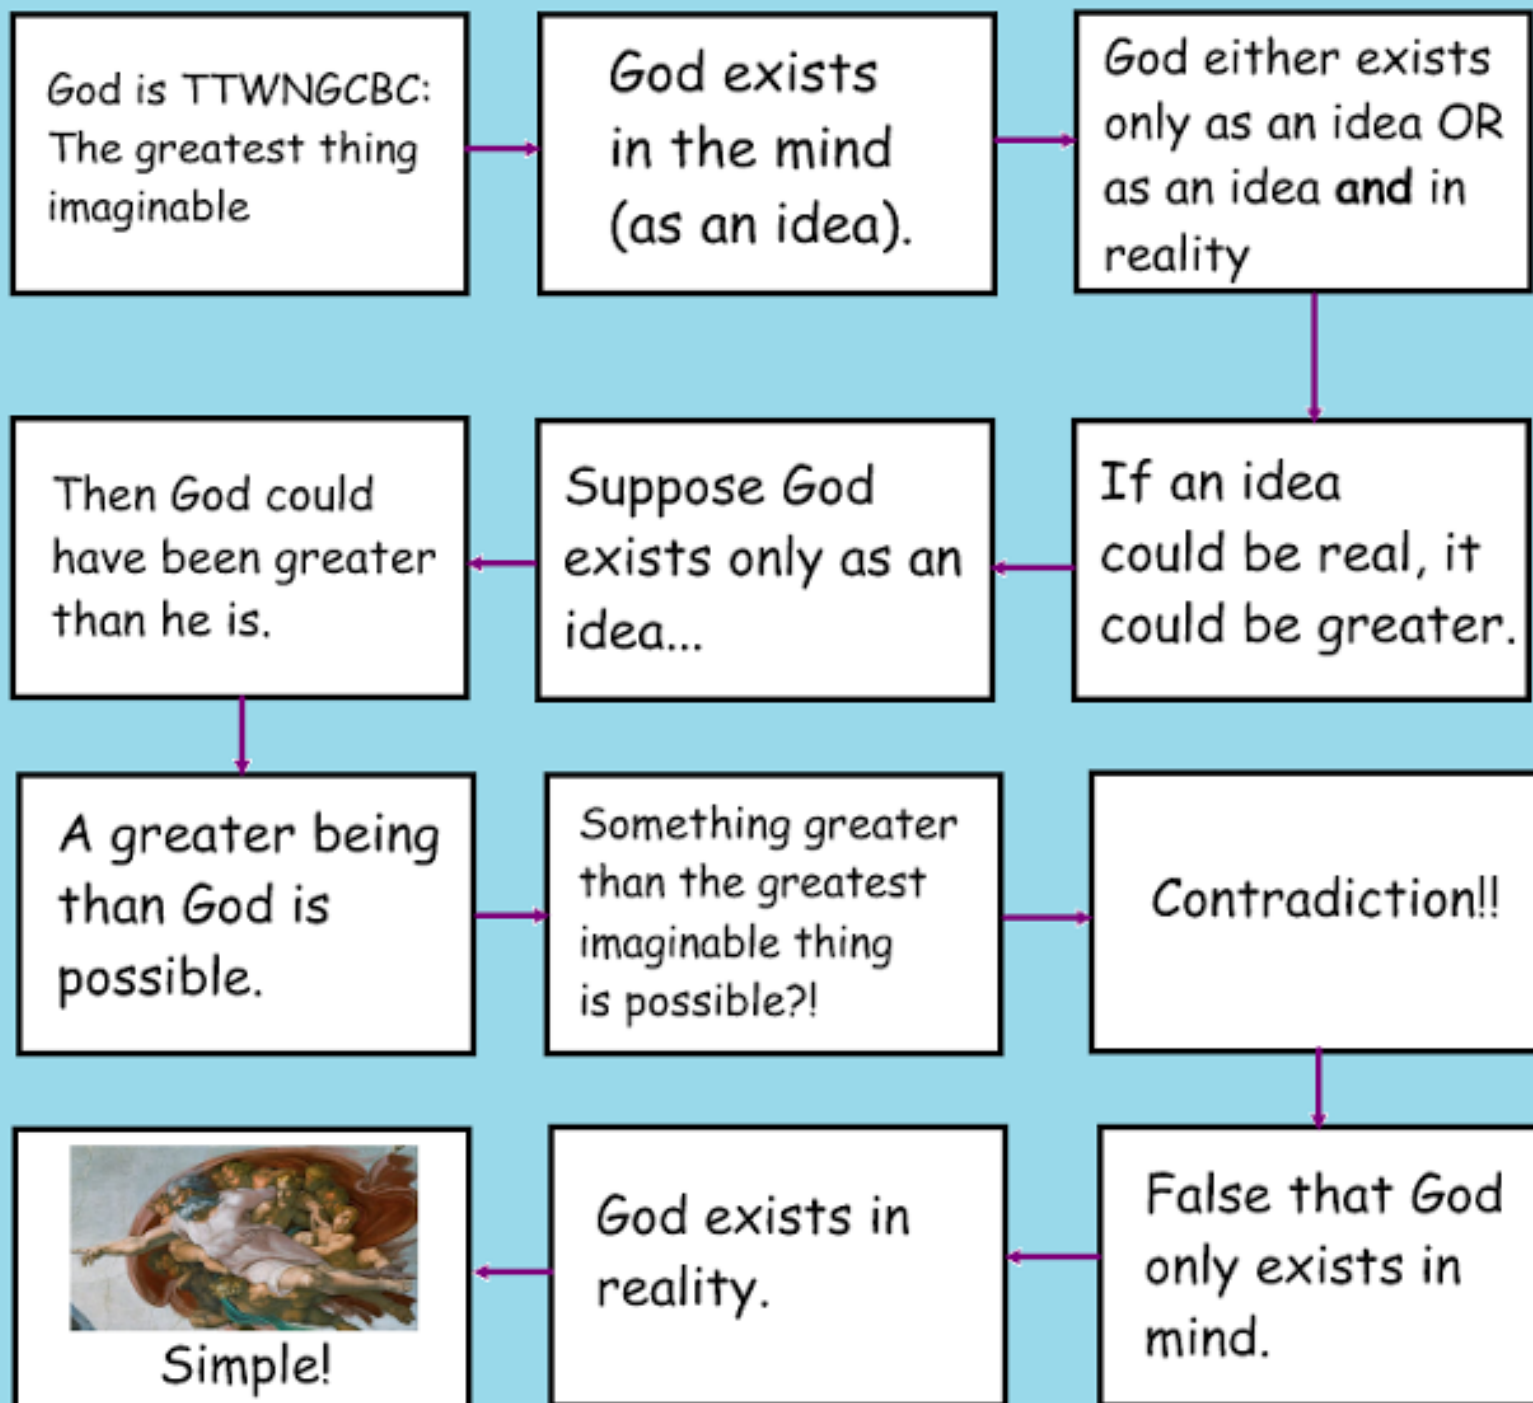 God is TTWNGCBC:
The greatest thing
imaginable
God exists
in the mind
(as an idea).
God either exists
only as an idea OR
as an idea and in
reality
If an idea
could be real, it
could be greater.
Suppose God
exists only as an
idea...
Then God could
have been greater
than he is.
A greater being
than God is
possible.
Something greater
than the greatest
imaginable thing
is possible?!
Contradiction!!
False that God
only exists in
mind.
God exists in
reality.
Simple!